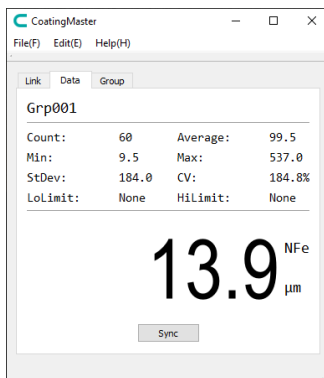 CoatingMaster
File(F) Edit(E) Help(H)
Link Data Group
Grp001
Count: 60 Average: 99.5
Min: 9.5 Max: 537.0
StDev: 184.0 CV: 184.8%
LoLimit: None HiLimit: None
13.9 NFe
µm
Sync